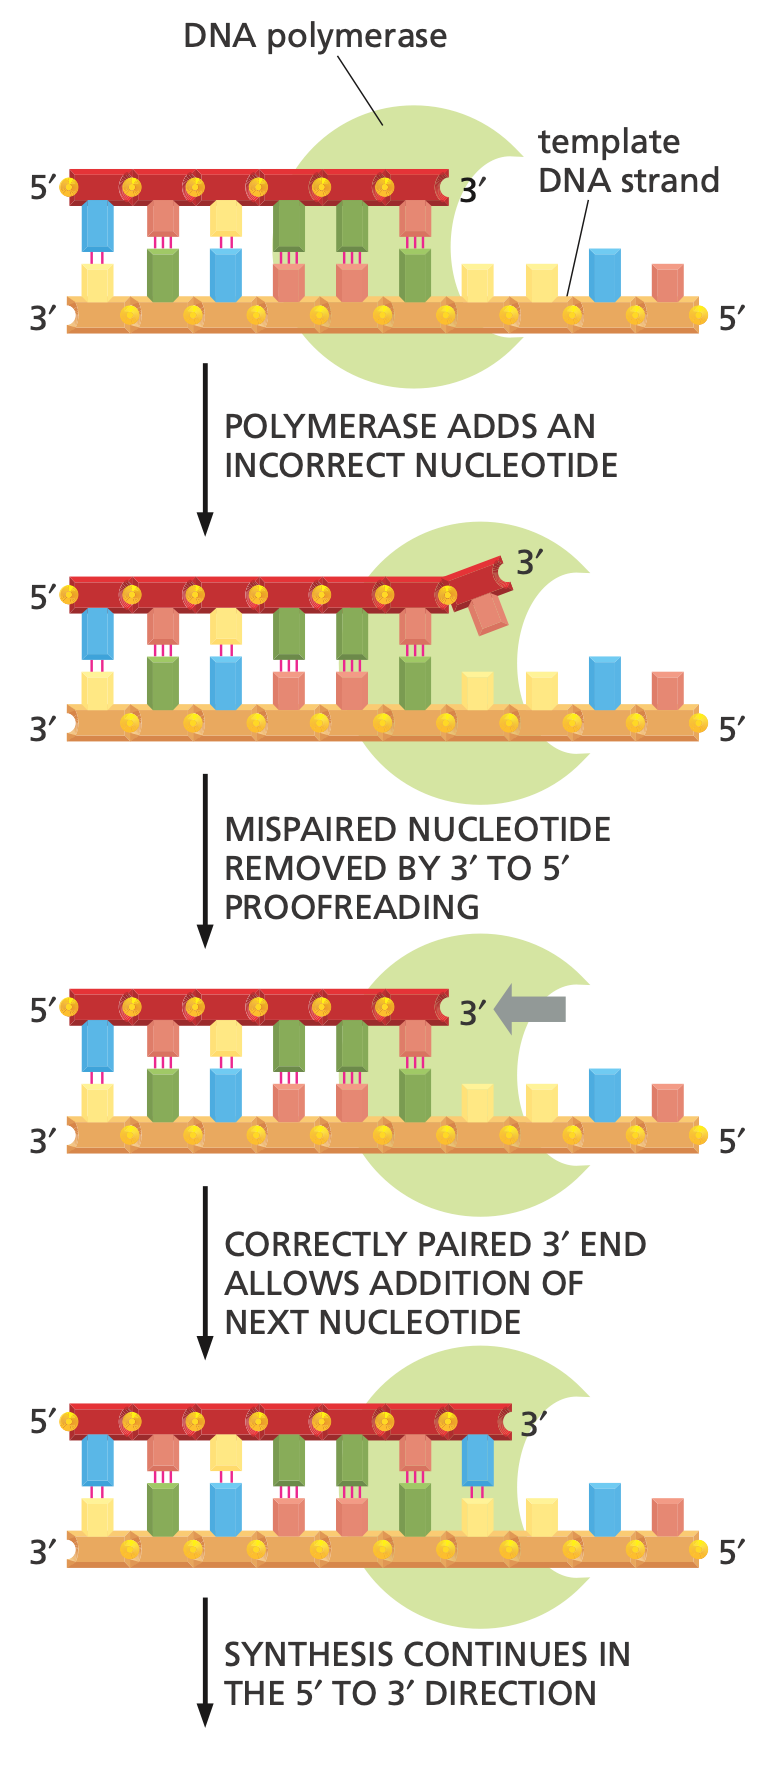 DNA polymerase
template
DNA strand
5′
3′
3′
5′
POLYMERASE ADDS AN
INCORRECT NUCLEOTIDE
3′
5′
3′
5′
MISPAIRED NUCLEOTIDE
REMOVED BY 3′ TO 5′
PROOFREADING
5′
3′
3′
5′
CORRECTLY PAIRED 3′ END
ALLOWS ADDITION OF
NEXT NUCLEOTIDE
5′
3′
3′
5′
SYNTHESIS CONTINUES IN
THE 5′ TO 3′ DIRECTION